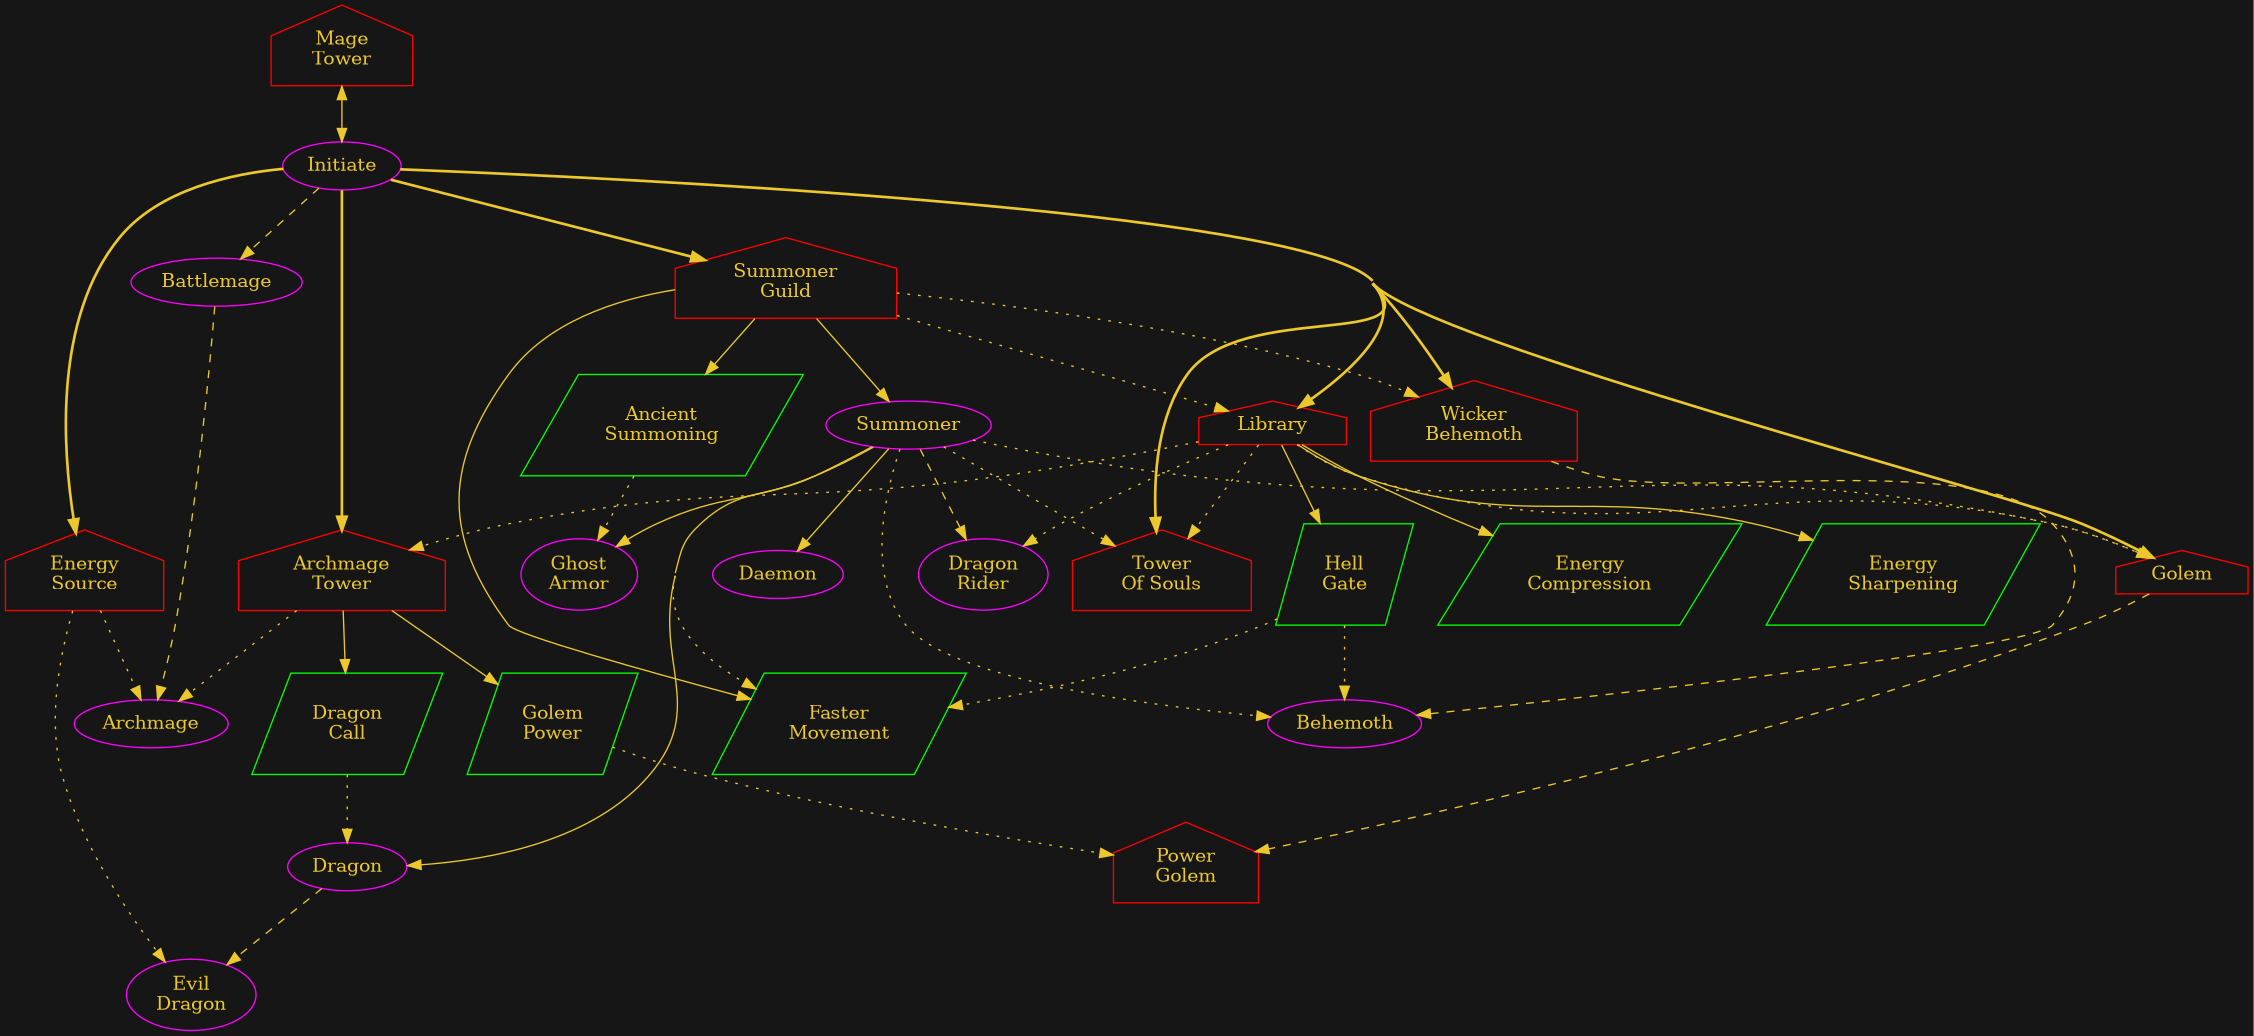 Mage
Tower
Initiate
Battlemage
Summoner
Guild
Ancient
Summoning
Summoner
Library
Wicker
Behemoth
Energy
Source
Archmage
Tower
Ghost
Armor
Daemon
Dragon
Rider
Tower
Of Souls
Hell
Gate
Energy
Compression
Energy
Sharpening
Golem
Archmage
Dragon
Call
Golem
Power
Faster
Movement
Behemoth
Dragon
Power
Golem
Evil
Dragon